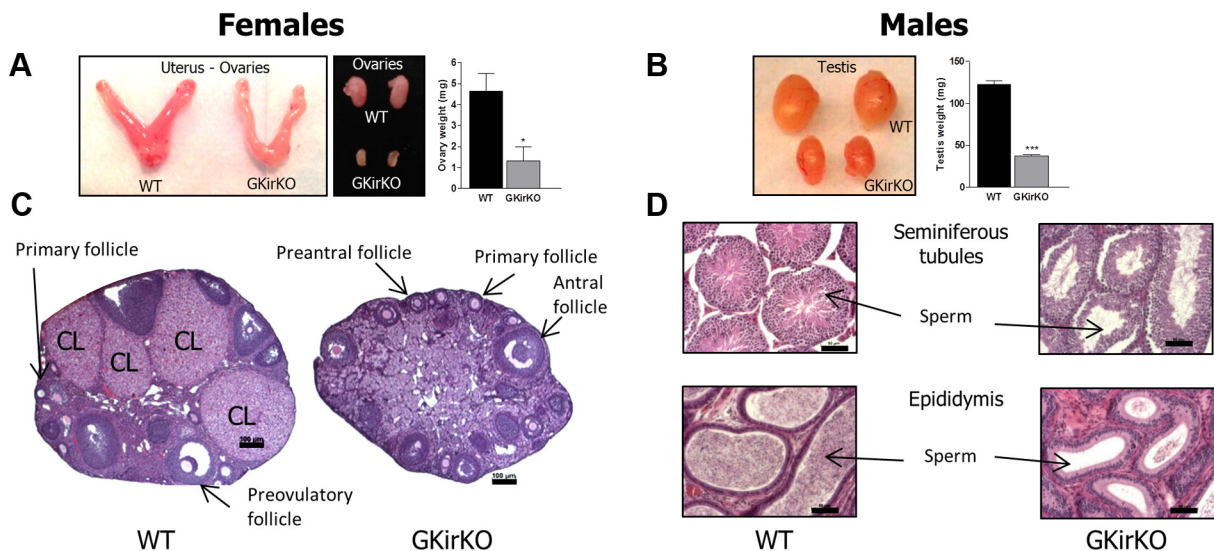 Females
Males
A
Uterus - Ovaries
WT
GKirKO
Ovaries
WT
GKirKO
Ovary weight (mg)
6
5
4
3
2
1
0
*
WT
GKirKO
B
Testis
WT
GKirKO
Testis weight (mg)
150
100
50
0
***
WT
GKirKO
C
Primary follicle
CL
CL
CL
CL
100 µm
Preovulatory
follicle
WT
Preantral follicle
Primary follicle
Antral
follicle
100 µm
GKirKO
D
Seminiferous
tubules
Sperm
Epididymis
Sperm
WT
GKirKO